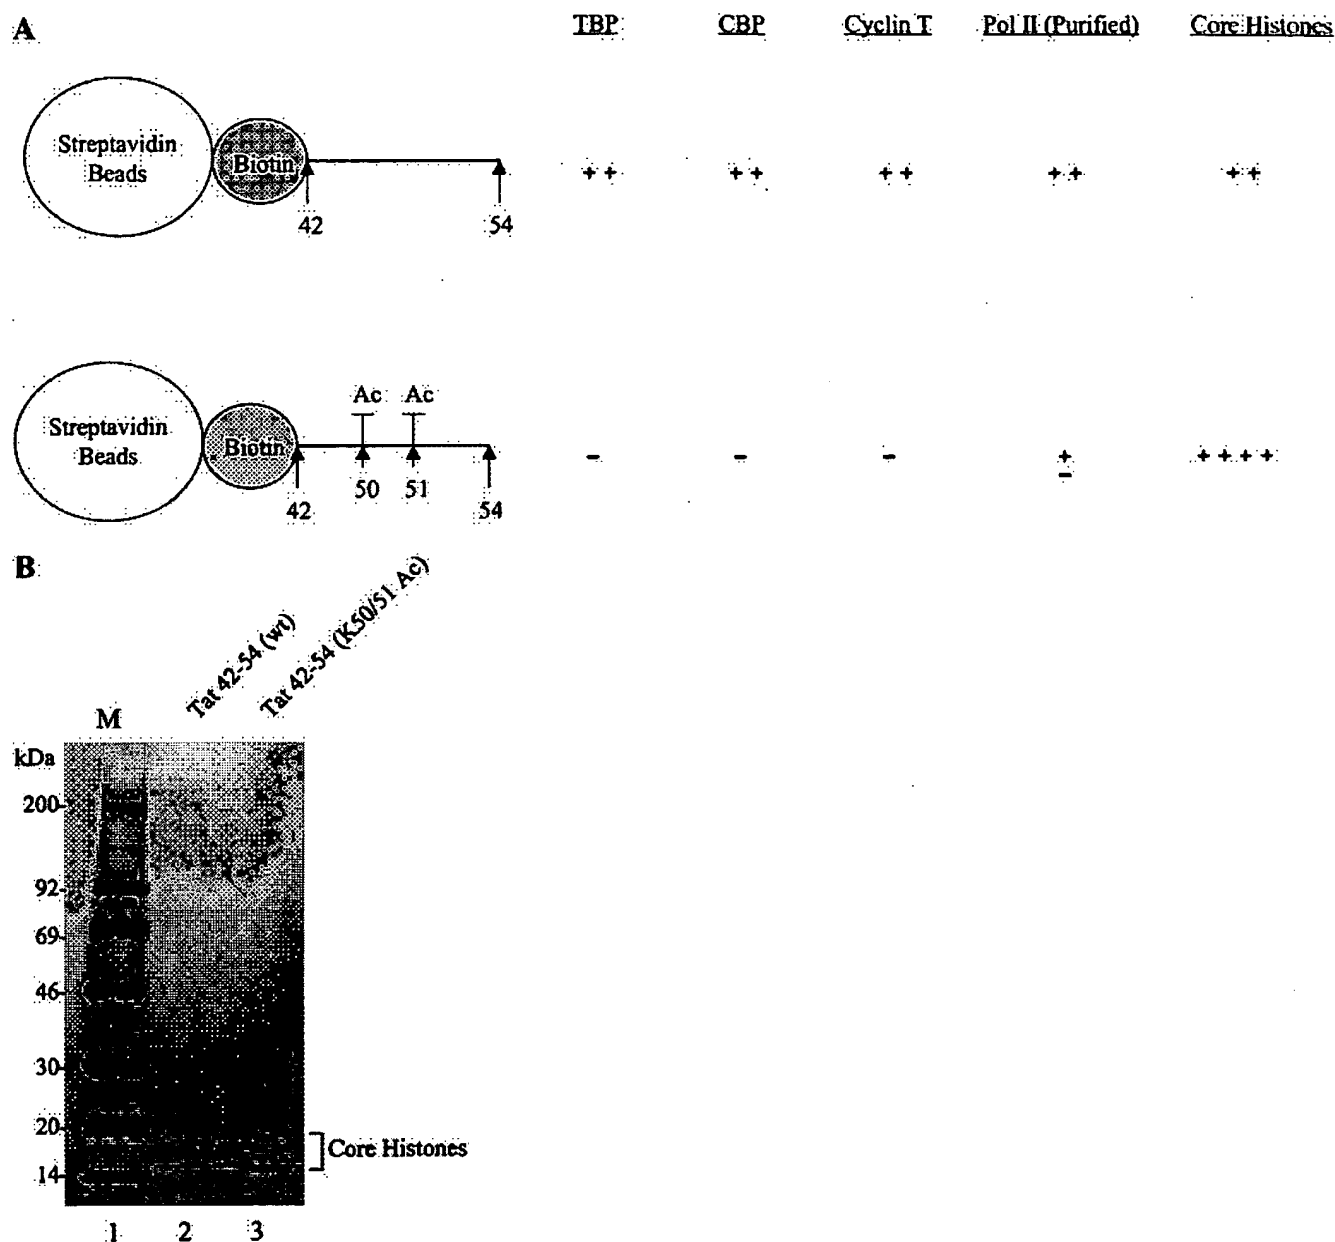 A
TBP CBP Cyclin T Pol II (Purified) Core Histones
Streptavidin
Beads
Biotin
42
54
++ ++ ++ ++ ++
Streptavidin
Beads
Biotin
Ac Ac
42
50
51
54
- - - + ++++
-
B
Tat 42-54 (wt)
Tat 42-54 (K50/51 Ac)
M
kDa
200
92
69
46
30
20
14
Core Histones
1 2 3